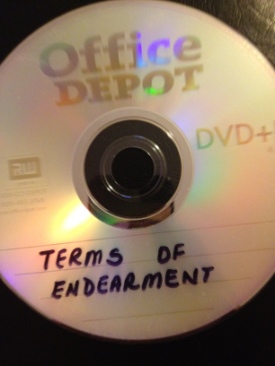 Office
DEPOT
DVD+
RW
TERMS OF
ENDEARMENT